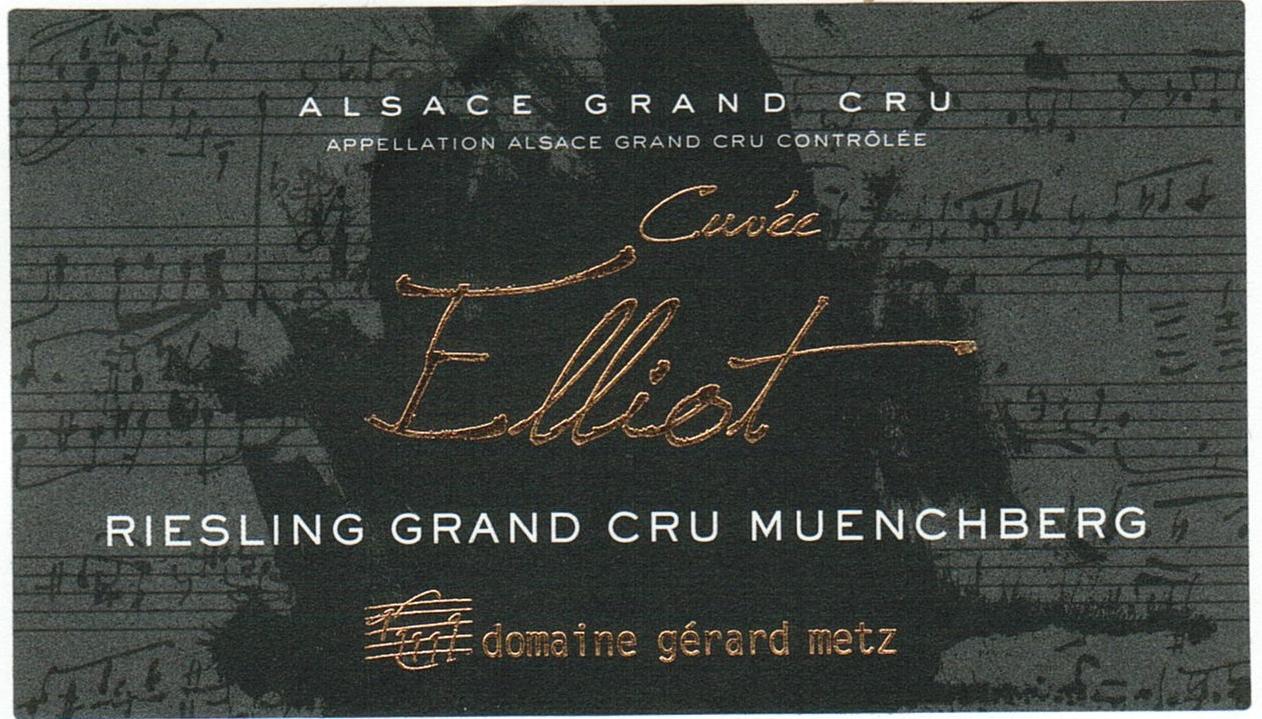 ALSACE GRAND CRU
APPELLATION ALSACE GRAND CRU CONTRÔLÉE
Cuvée
Elliot
RIESLING GRAND CRU MUENCHBERG
domaine gérard metz